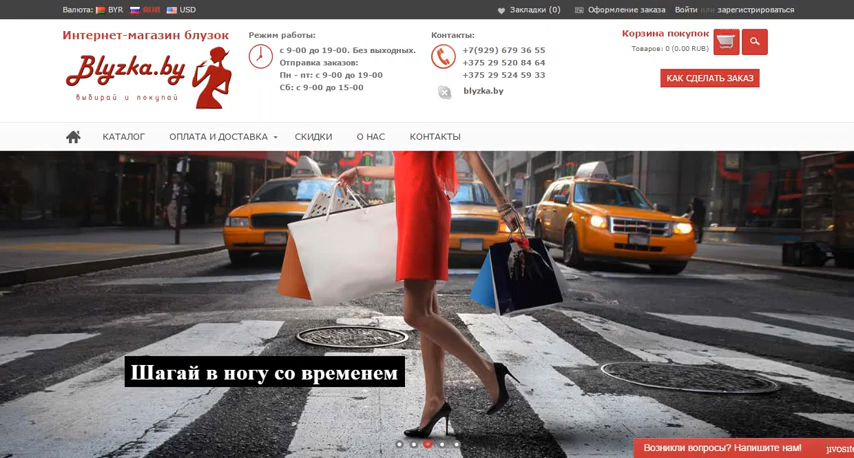 Валюта: BYR RUB USD
Закладки (0) Оформление заказа Войти или зарегистрироваться
Интернет-магазин блузок
Blyzka.by
выбирай и покупай
Режим работы:
с 9-00 до 19-00. Без выходных.
Отправка заказов:
Пн - пт: с 9-00 до 19-00
Сб: с 9-00 до 15-00
Контакты:
+7(929) 679 36 55
+375 29 520 84 64
+375 29 524 59 33
blyzka.by
Корзина покупок
Товаров: 0 (0.00 RUB)
КАК СДЕЛАТЬ ЗАКАЗ
КАТАЛОГ ОПЛАТА И ДОСТАВКА СКИДКИ О НАС КОНТАКТЫ
Шагай в ногу со временем
Возникли вопросы? Напишите нам!